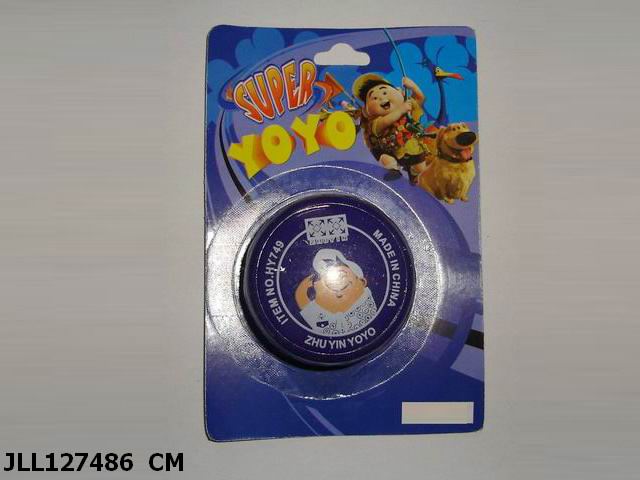 SUPER
YOYO
ITEM NO.HY749
MADE IN CHINA
ZHU YIN YOYO
JLL127486 CM